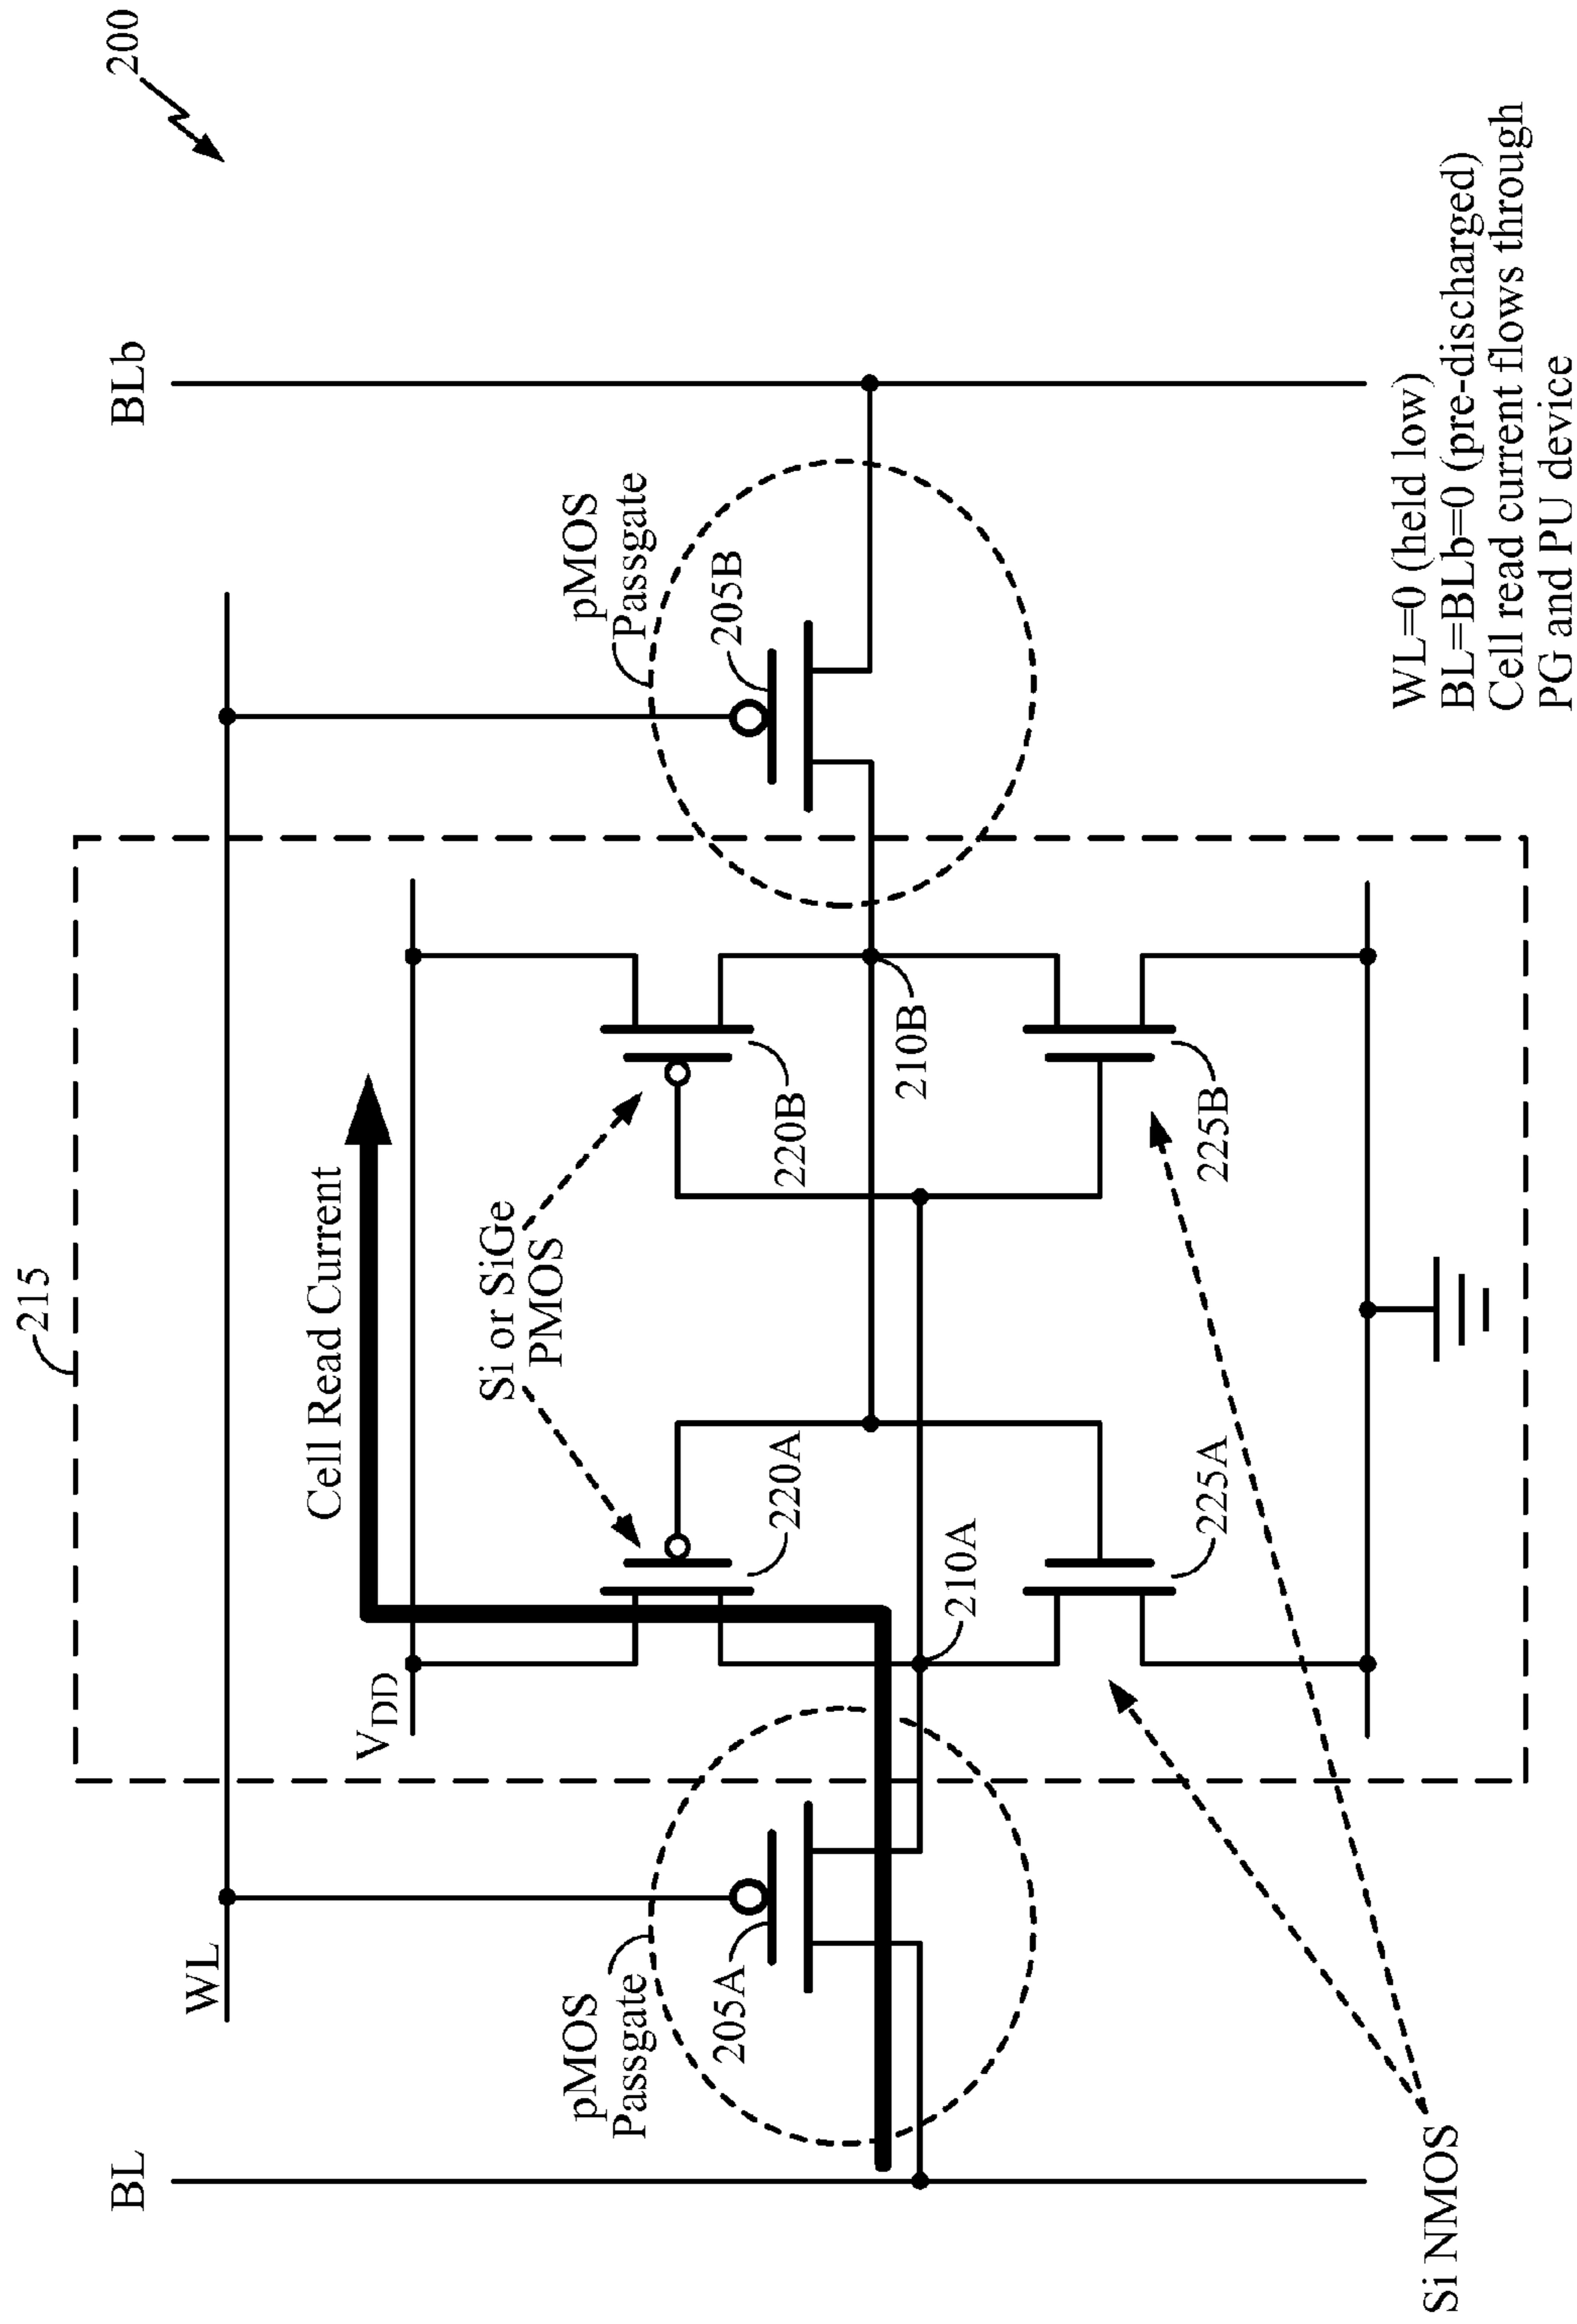 200
215
BL
BLb
WL
Cell Read Current
VDD
Si or SiGe
PMOS
pMOS
Passgate
205A
pMOS
Passgate
205B
220A
220B
210A
210B
225A
225B
Si NMOS
WL=0 (held low)
BL=BLb=0 (pre-discharged)
Cell read current flows through
PG and PU device